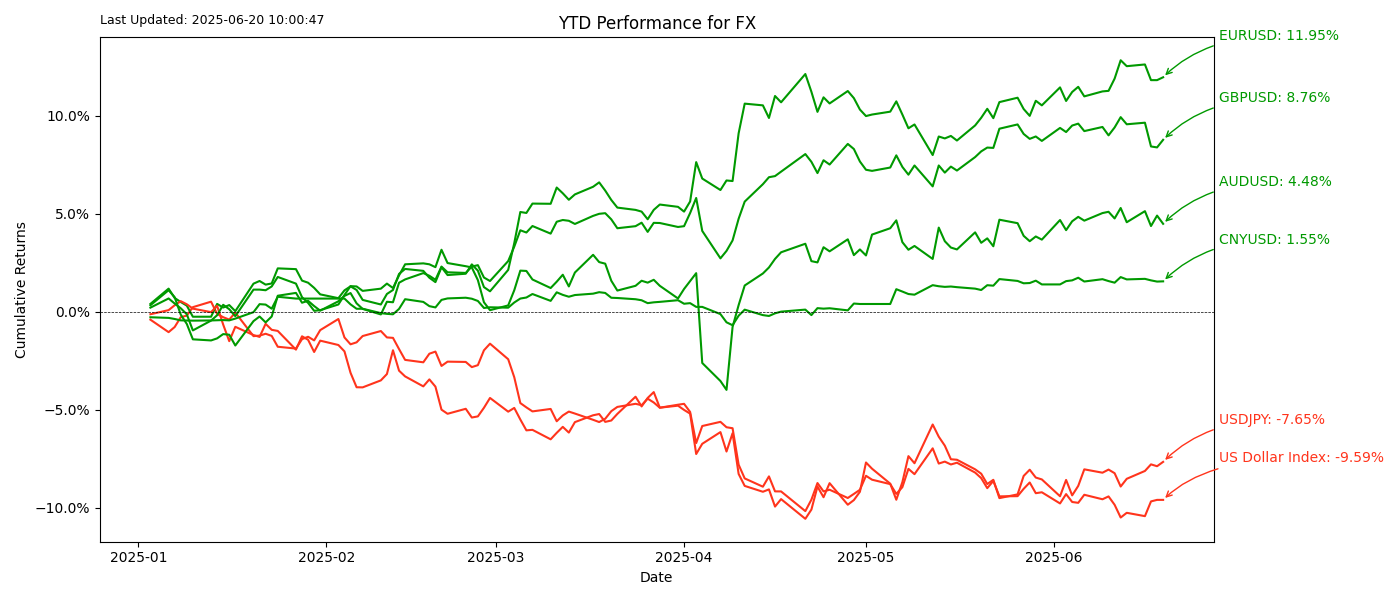 Last Updated: 2025-06-20 10:00:47
YTD Performance for FX
EURUSD: 11.95%
GBPUSD: 8.76%
AUDUSD: 4.48%
CNYUSD: 1.55%
USDJPY: -7.65%
US Dollar Index: -9.59%
Cumulative Returns
10.0%
5.0%
0.0%
−5.0%
−10.0%
2025-01
2025-02
2025-03
2025-04
2025-05
2025-06
Date